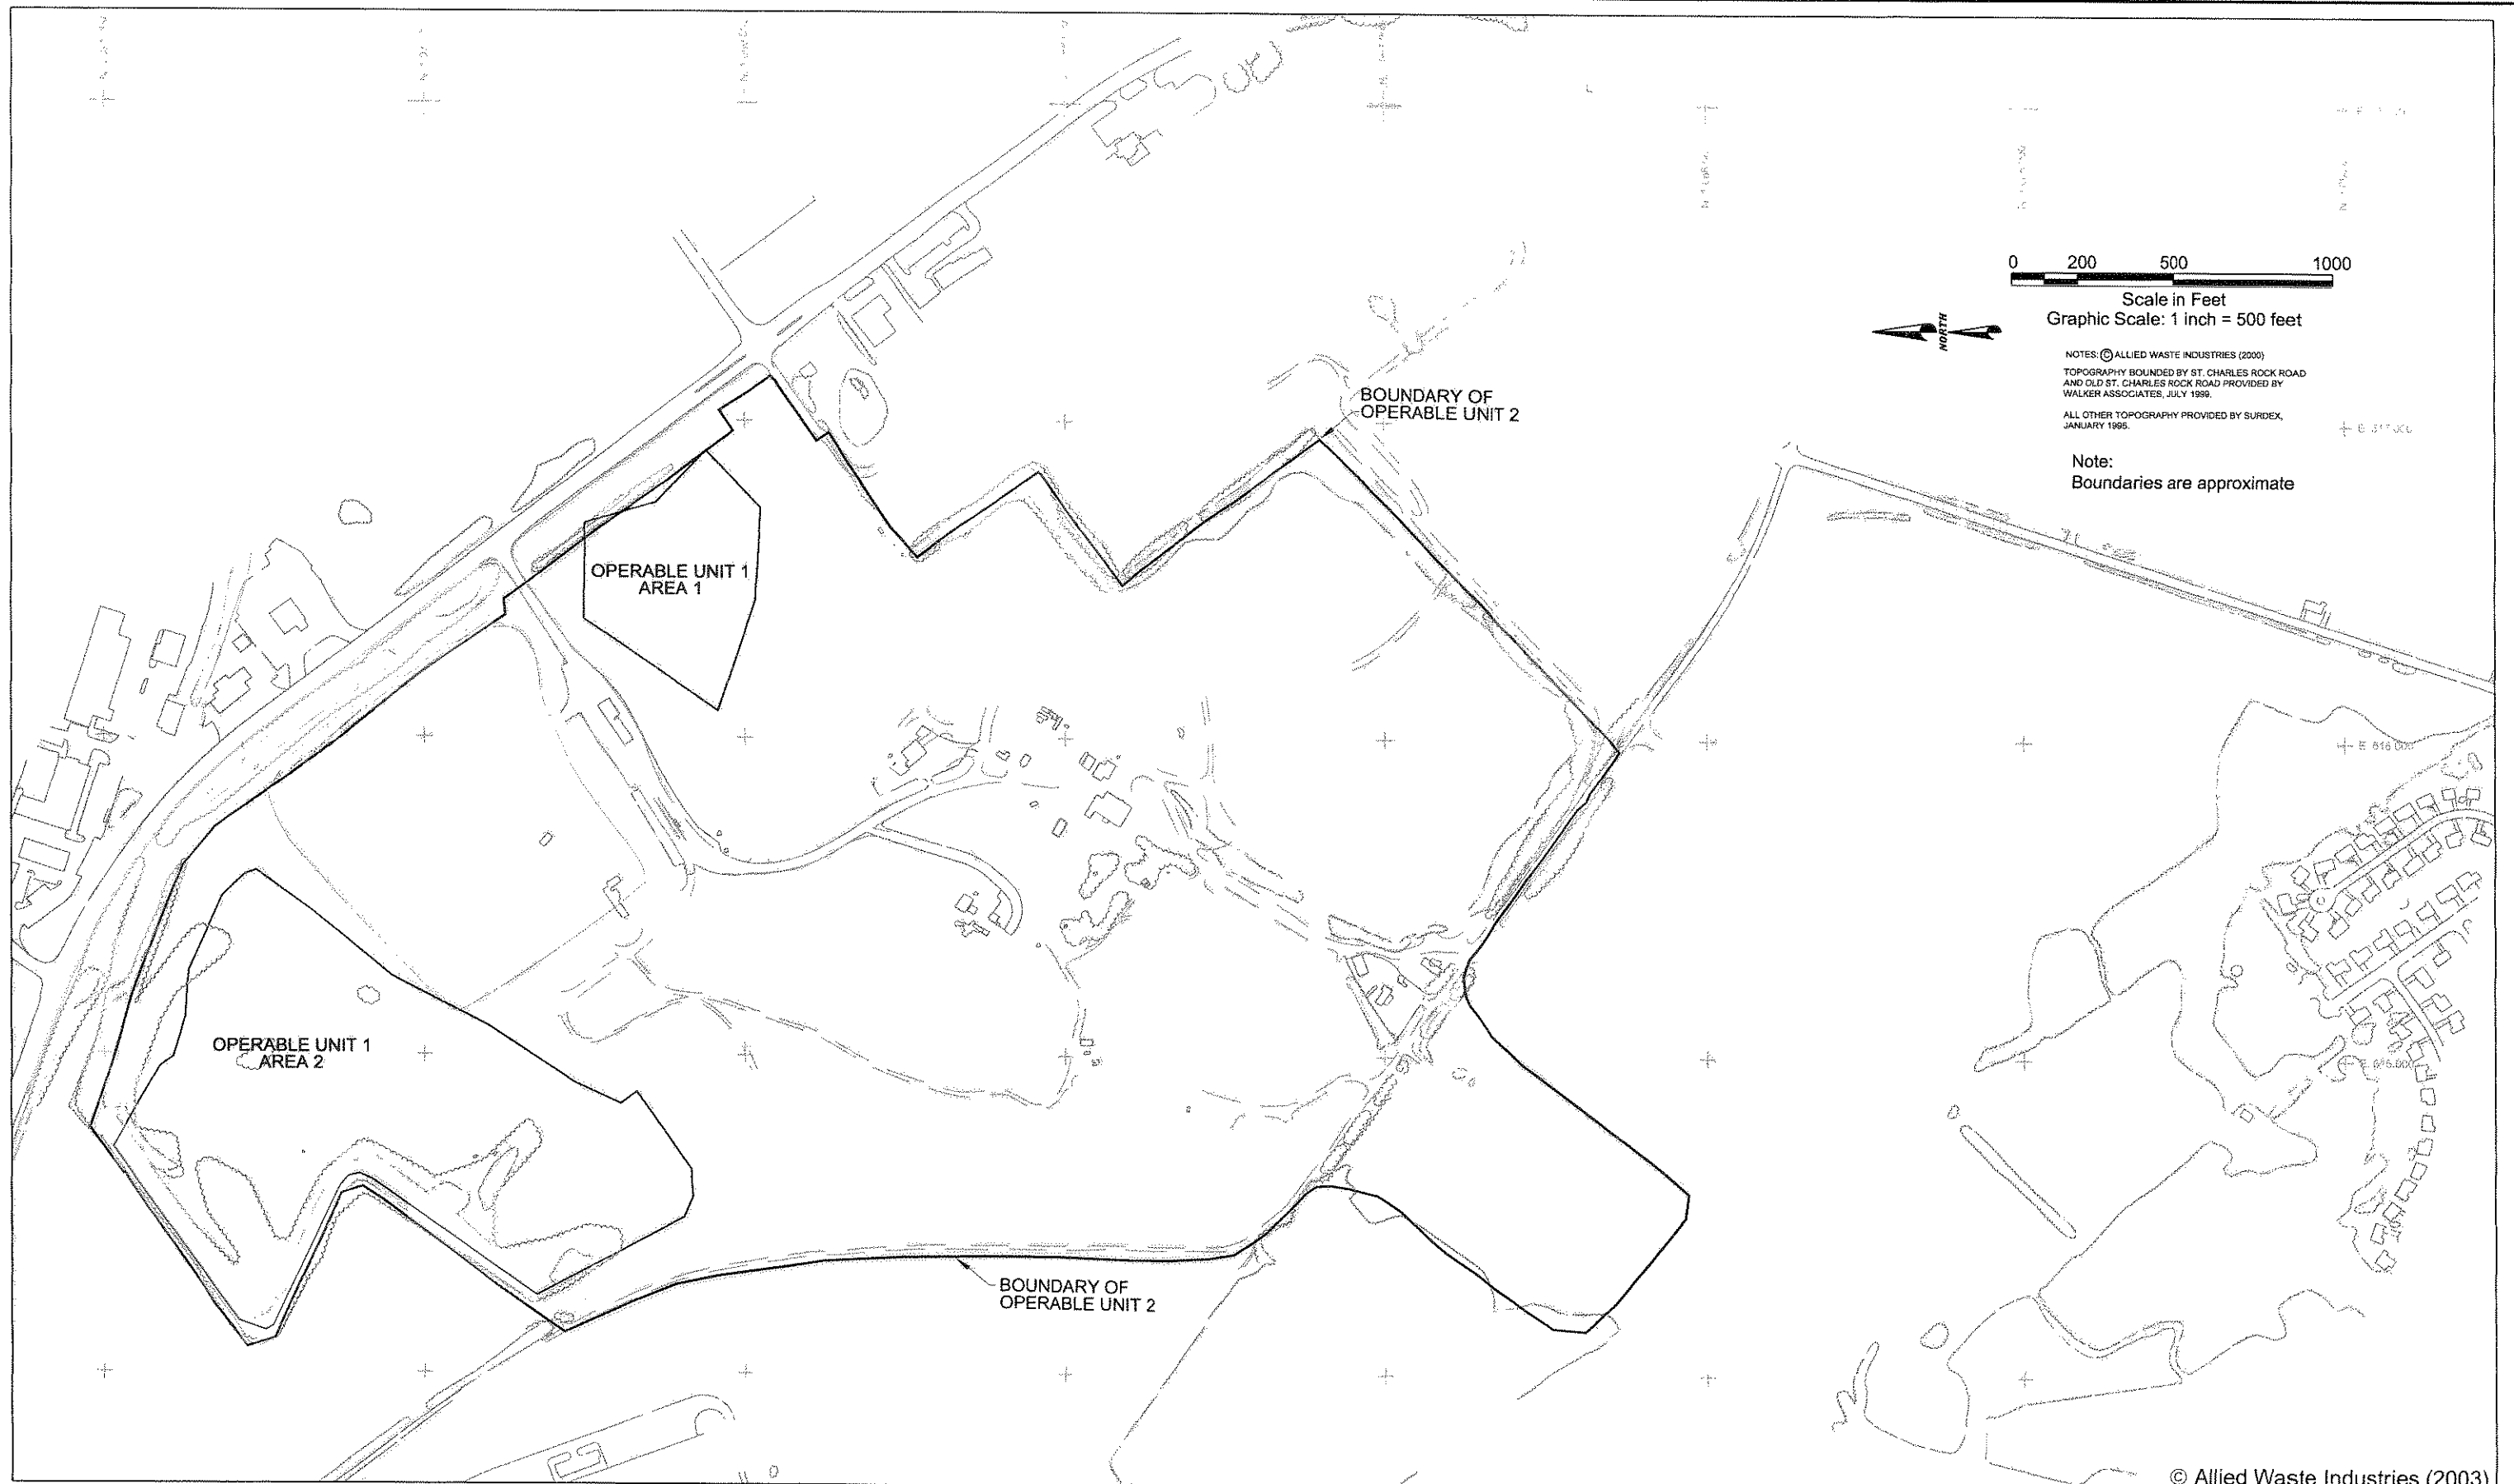 0 200 500 1000
Scale in Feet
Graphic Scale: 1 inch = 500 feet
NORTH
NOTES: © ALLIED WASTE INDUSTRIES (2000)
TOPOGRAPHY BOUNDED BY ST. CHARLES ROCK ROAD
AND OLD ST. CHARLES ROCK ROAD PROVIDED BY
WALKER ASSOCIATES, JULY 1999.
ALL OTHER TOPOGRAPHY PROVIDED BY SURDEX,
JANUARY 1995.
Note:
Boundaries are approximate
BOUNDARY OF
OPERABLE UNIT 2
OPERABLE UNIT 1
AREA 1
E 516 000
OPERABLE UNIT 1
AREA 2
BOUNDARY OF
OPERABLE UNIT 2
© Allied Waste Industries (2003)